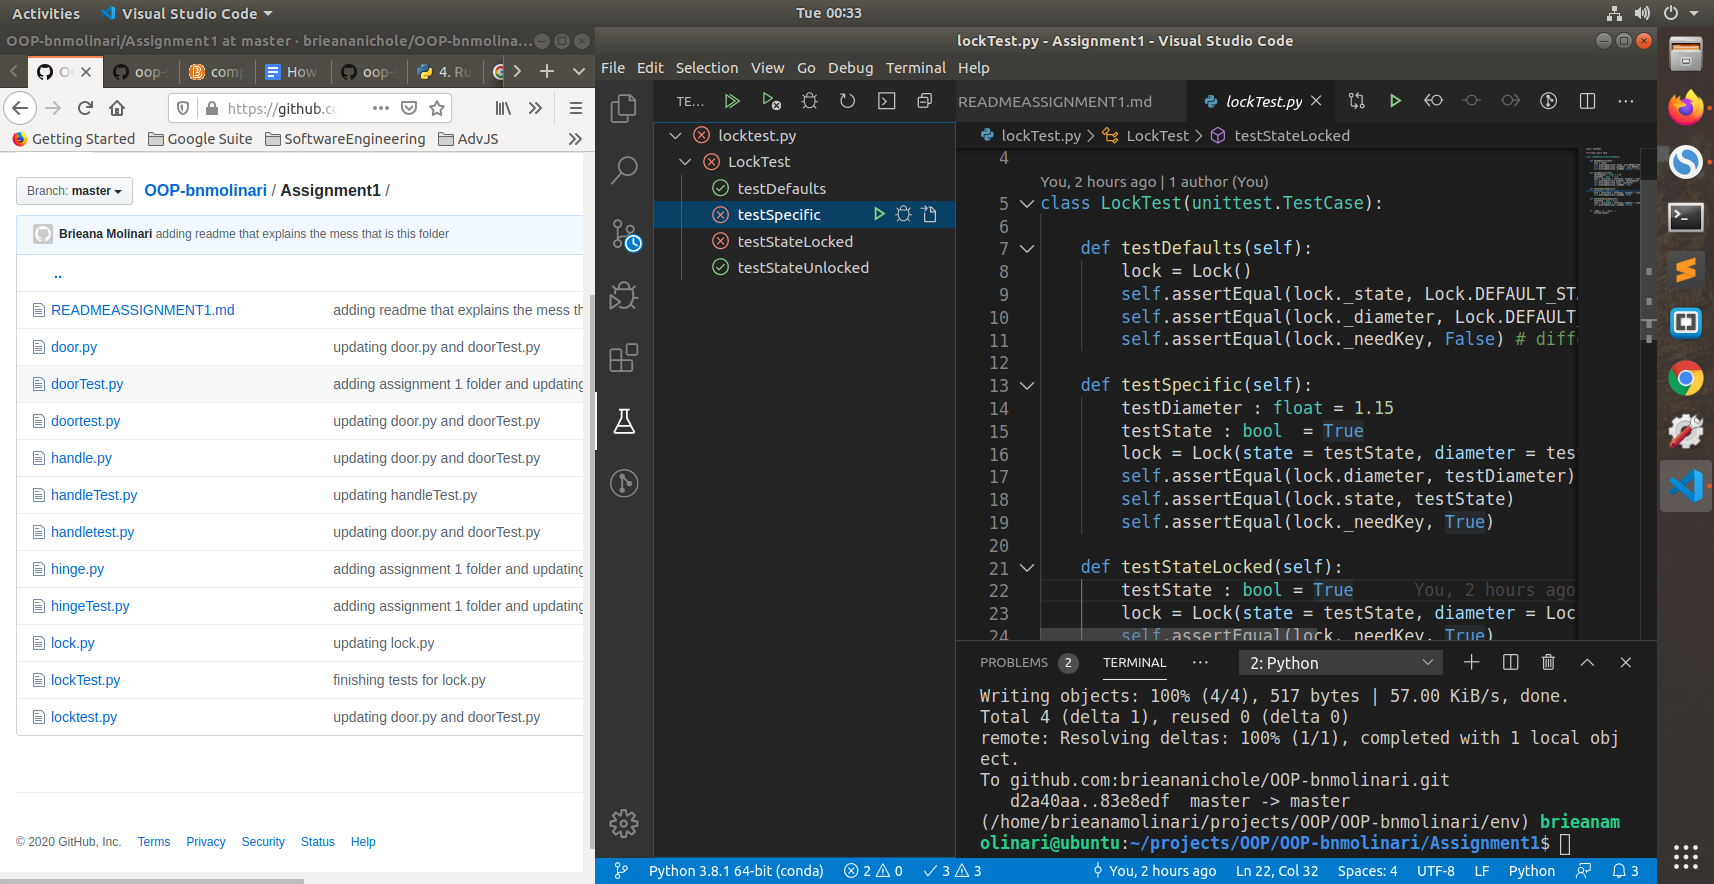 Activities
Visual Studio Code
Tue 00:33
OOP-bnmolinari/Assignment1 at master · brieananichole/OOP-bnmolina...
oop-
com
How
oop-
4. Ru
https://github.c
Getting Started
Google Suite
SoftwareEngineering
AdvJS
Branch: master
OOP-bnmolinari / Assignment1 /
Brieana Molinari adding readme that explains the mess that is this folder
..
READMEASSIGNMENT1.md adding readme that explains the mess th
door.py updating door.py and doorTest.py
doorTest.py adding assignment 1 folder and updating
doortest.py updating door.py and doorTest.py
handle.py updating door.py and doorTest.py
handleTest.py updating handleTest.py
handletest.py updating door.py and doorTest.py
hinge.py adding assignment 1 folder and updating
hingeTest.py adding assignment 1 folder and updating
lock.py updating lock.py
lockTest.py finishing tests for lock.py
locktest.py updating door.py and doorTest.py
© 2020 GitHub, Inc. Terms Privacy Security Status Help
lockTest.py - Assignment1 - Visual Studio Code
File Edit Selection View Go Debug Terminal Help
TE...
locktest.py
LockTest
testDefaults
testSpecific
testStateLocked
testStateUnlocked
READMEASSIGNMENT1.md
lockTest.py
lockTest.py > LockTest > testStateLocked
4
You, 2 hours ago | 1 author (You)
5 class LockTest(unittest.TestCase):
6
7 def testDefaults(self):
8 lock = Lock()
9 self.assertEqual(lock._state, Lock.DEFAULT_ST
10 self.assertEqual(lock._diameter, Lock.DEFAULT_
11 self.assertEqual(lock._needKey, False) # diff
12
13 def testSpecific(self):
14 testDiameter : float = 1.15
15 testState : bool  = True
16 lock = Lock(state = testState, diameter = tes
17 self.assertEqual(lock.diameter, testDiameter)
18 self.assertEqual(lock.state, testState)
19 self.assertEqual(lock._needKey, True)
20
21 def testStateLocked(self):
22 testState : bool = True You, 2 hours ago
23 lock = Lock(state = testState, diameter = Loc
24 self.assertEqual(lock._needKey, True)
PROBLEMS 2 TERMINAL ··· 2: Python
Writing objects: 100% (4/4), 517 bytes | 57.00 KiB/s, done.
Total 4 (delta 1), reused 0 (delta 0)
remote: Resolving deltas: 100% (1/1), completed with 1 local obj
ect.
To github.com:brieananichole/OOP-bnmolinari.git
d2a40aa..83e8edf  master -> master
(/home/brieanamolinari/projects/OOP/OOP-bnmolinari/env) brieanam
olinari@ubuntu:~/projects/OOP/OOP-bnmolinari/Assignment1$
Python 3.8.1 64-bit (conda) 2 0 3 3 You, 2 hours ago Ln 22, Col 32 Spaces: 4 UTF-8 LF Python 3